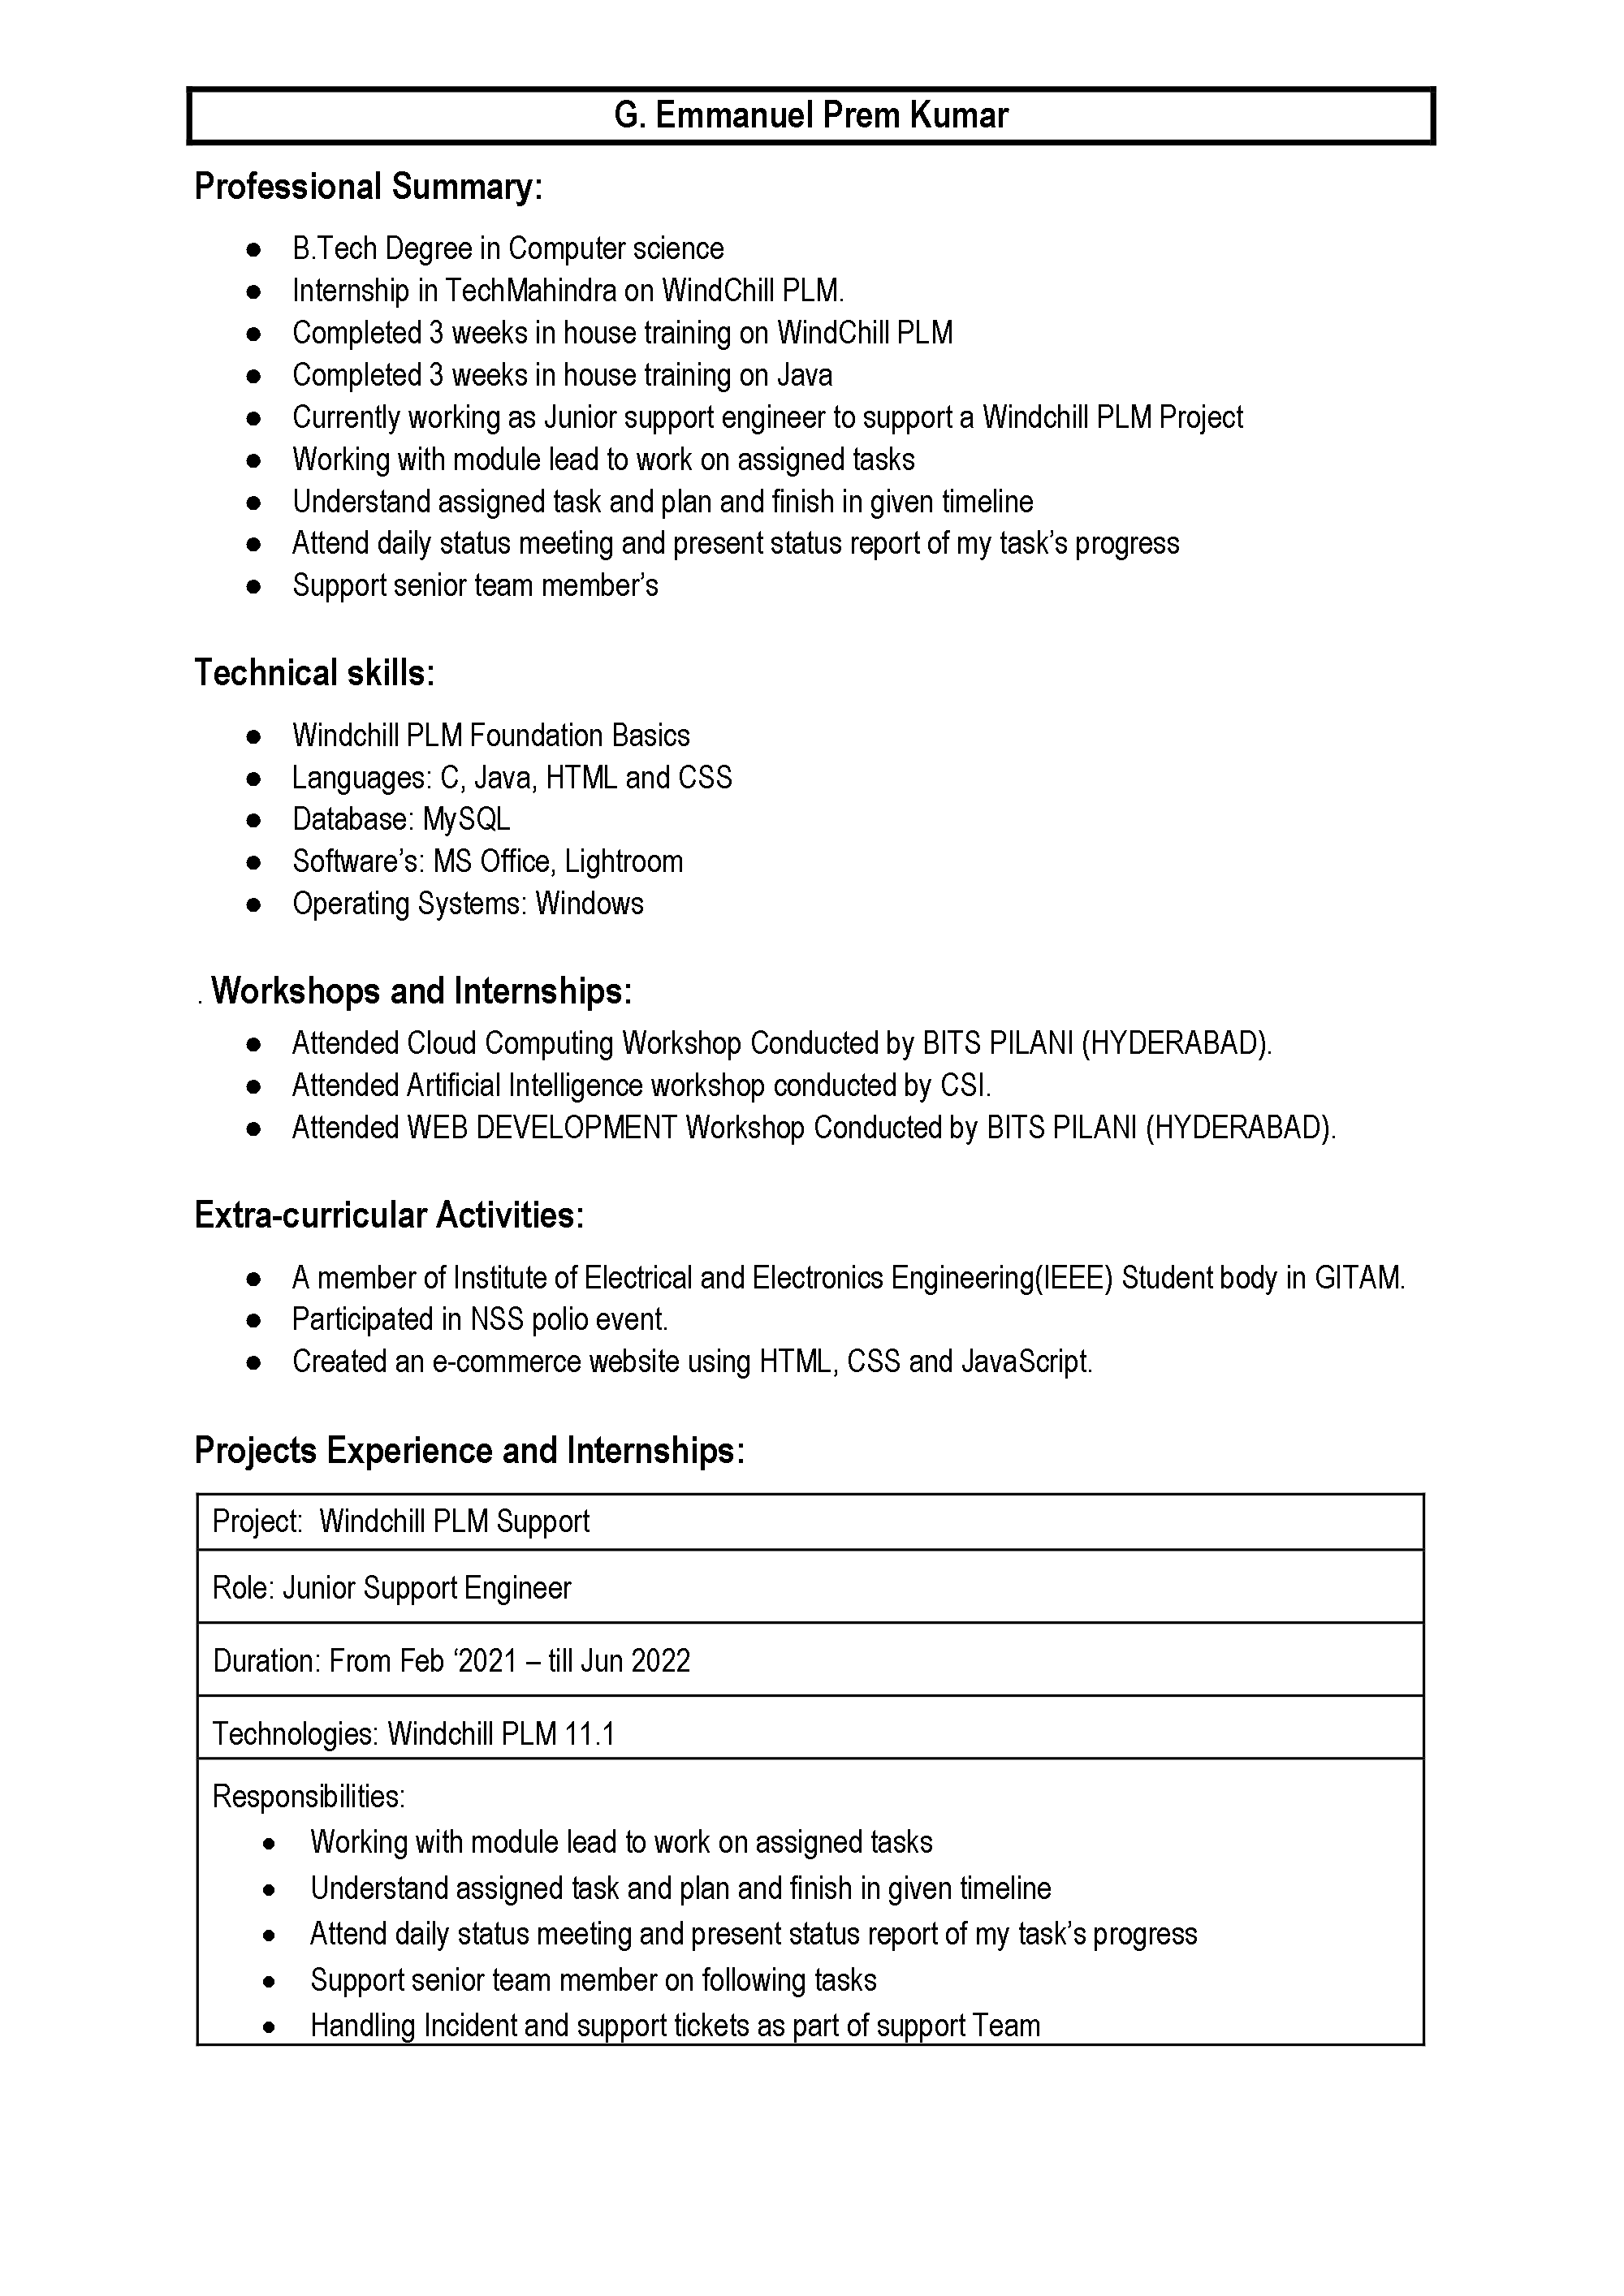 G. Emmanuel Prem Kumar
Professional Summary:
● B.Tech Degree in Computer science
● Internship in TechMahindra on WindChill PLM.
● Completed 3 weeks in house training on WindChill PLM
● Completed 3 weeks in house training on Java
● Currently working as Junior support engineer to support a Windchill PLM Project
● Working with module lead to work on assigned tasks
● Understand assigned task and plan and finish in given timeline
● Attend daily status meeting and present status report of my task’s progress
● Support senior team member’s
Technical skills:
● Windchill PLM Foundation Basics
● Languages: C, Java, HTML and CSS
● Database: MySQL
● Software’s: MS Office, Lightroom
● Operating Systems: Windows
. Workshops and Internships:
● Attended Cloud Computing Workshop Conducted by BITS PILANI (HYDERABAD).
● Attended Artificial Intelligence workshop conducted by CSI.
● Attended WEB DEVELOPMENT Workshop Conducted by BITS PILANI (HYDERABAD).
Extra-curricular Activities:
● A member of Institute of Electrical and Electronics Engineering(IEEE) Student body in GITAM.
● Participated in NSS polio event.
● Created an e-commerce website using HTML, CSS and JavaScript.
Projects Experience and Internships:
Project:  Windchill PLM Support
Role: Junior Support Engineer
Duration: From Feb ‘2021 – till Jun 2022
Technologies: Windchill PLM 11.1
Responsibilities:
● Working with module lead to work on assigned tasks
● Understand assigned task and plan and finish in given timeline
● Attend daily status meeting and present status report of my task’s progress
● Support senior team member on following tasks
● Handling Incident and support tickets as part of support Team